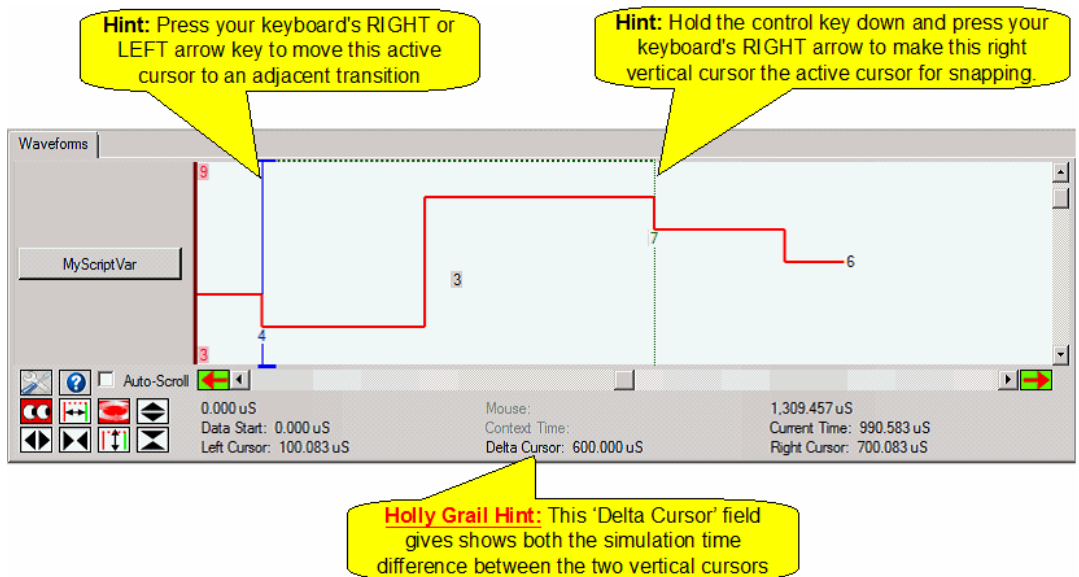 Hint: Press your keyboard's RIGHT or
LEFT arrow key to move this active
cursor to an adjacent transition
Hint: Hold the control key down and press your
keyboard's RIGHT arrow to make this right
vertical cursor the active cursor for snapping.
Waveforms
9
MyScriptVar
7
3
6
4
3
Auto-Scroll
0.000 uS
Mouse:
1,309.457 uS
Data Start: 0.000 uS
Context Time:
Current Time: 990.583 uS
Left Cursor: 100.083 uS
Delta Cursor: 600.000 uS
Right Cursor: 700.083 uS
Holly Grail Hint: This ‘Delta Cursor’ field
gives shows both the simulation time
difference between the two vertical cursors